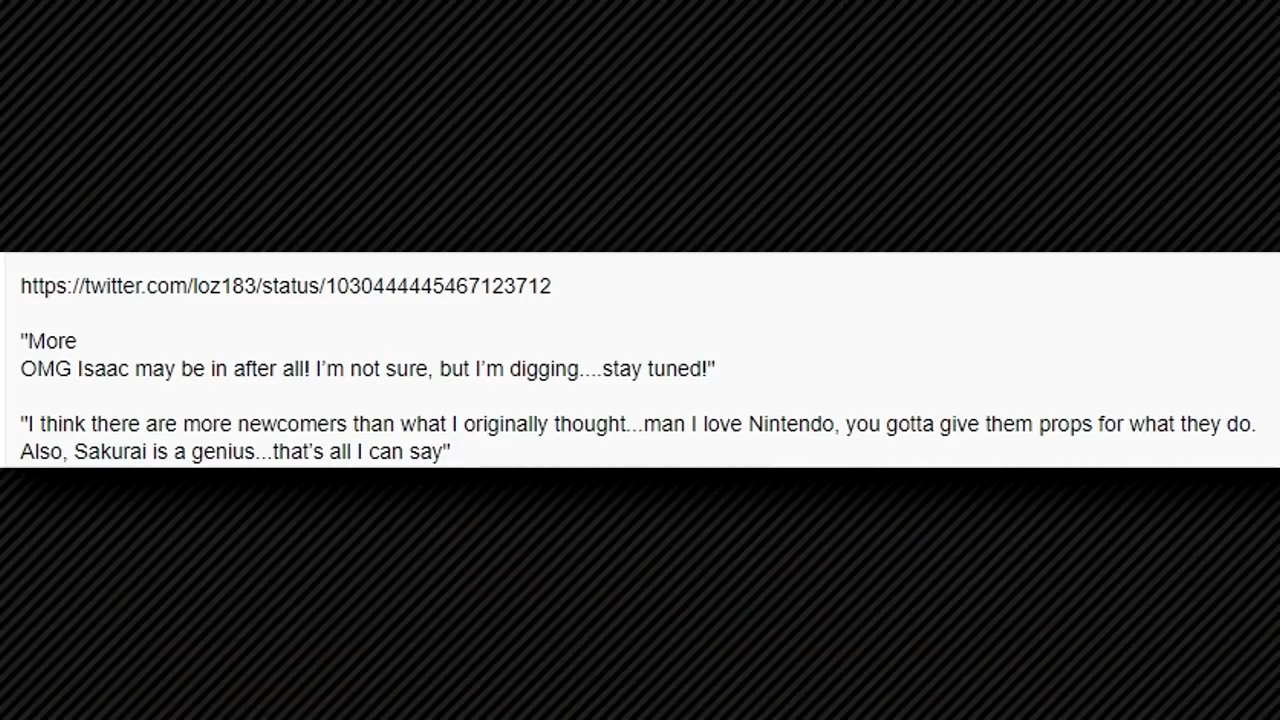 https://twitter.com/loz183/status/1030444445467123712
"More
OMG Isaac may be in after all! I’m not sure, but I’m digging....stay tuned!"
"I think there are more newcomers than what I originally thought...man I love Nintendo, you gotta give them props for what they do.
Also, Sakurai is a genius...that’s all I can say"